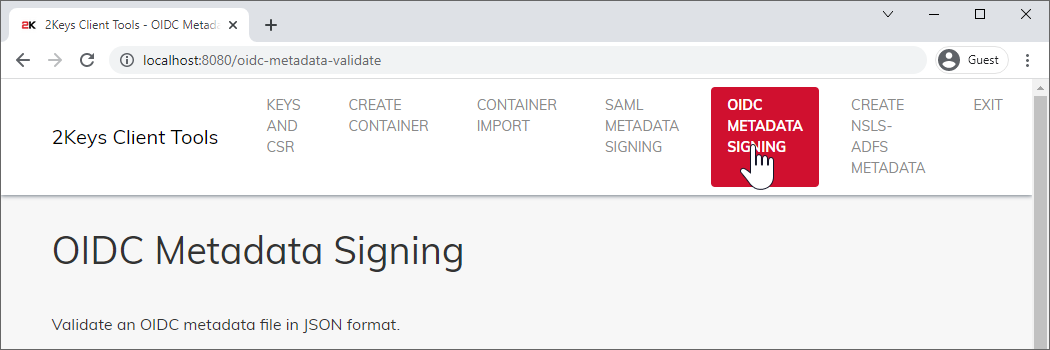 2K 2Keys Client Tools - OIDC Metada
localhost:8080/oidc-metadata-validate
Guest
2Keys Client Tools
KEYS
AND
CSR
CREATE
CONTAINER
CONTAINER
IMPORT
SAML
METADATA
SIGNING
OIDC
METADATA
SIGNING
CREATE
NSLS-
ADFS
METADATA
EXIT
OIDC Metadata Signing
Validate an OIDC metadata file in JSON format.